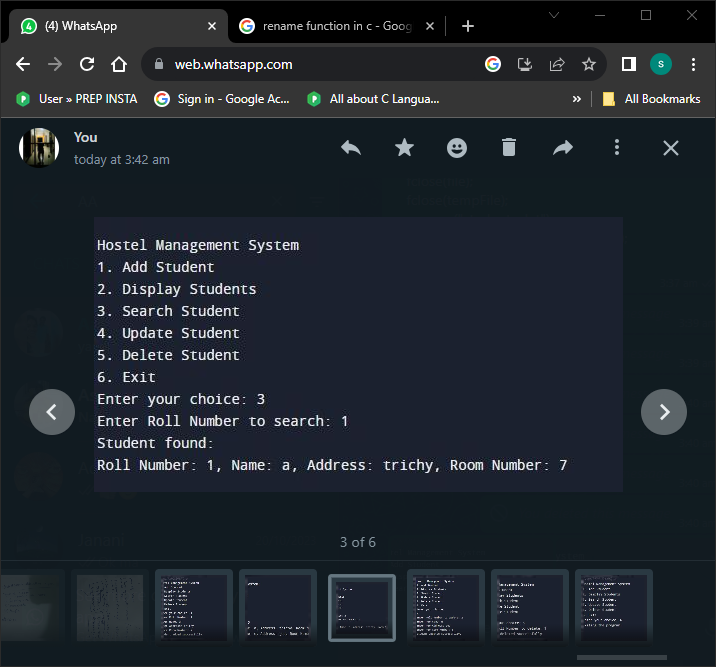 (4) WhatsApp
rename function in c - Goog
web.whatsapp.com
S
User » PREP INSTA
Sign in - Google Ac...
All about C Langua...
»
All Bookmarks
You
today at 3:42 am
Hostel Management System
1. Add Student
2. Display Students
3. Search Student
4. Update Student
5. Delete Student
6. Exit
Enter your choice: 3
Enter Roll Number to search: 1
Student found:
Roll Number: 1, Name: a, Address: trichy, Room Number: 7
3 of 6